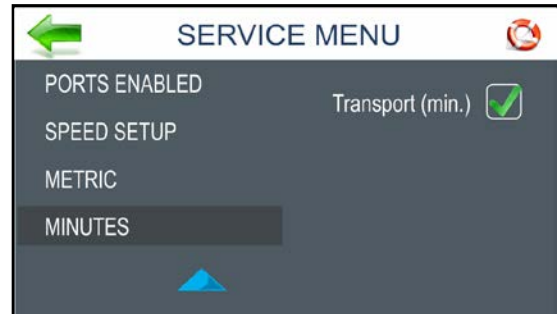 SERVICE MENU
PORTS ENABLED
SPEED SETUP
METRIC
MINUTES
Transport (min.)